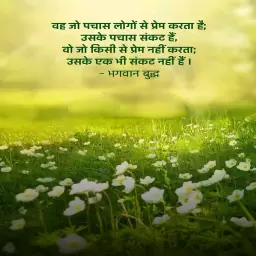 वह जो पचास लोगों से प्रेम करता है;
उसके पचास संकट हैं,
वो जो किसी से प्रेम नहीं करता;
उसके एक भी संकट नहीं हैं ।
- भगवान बुद्ध